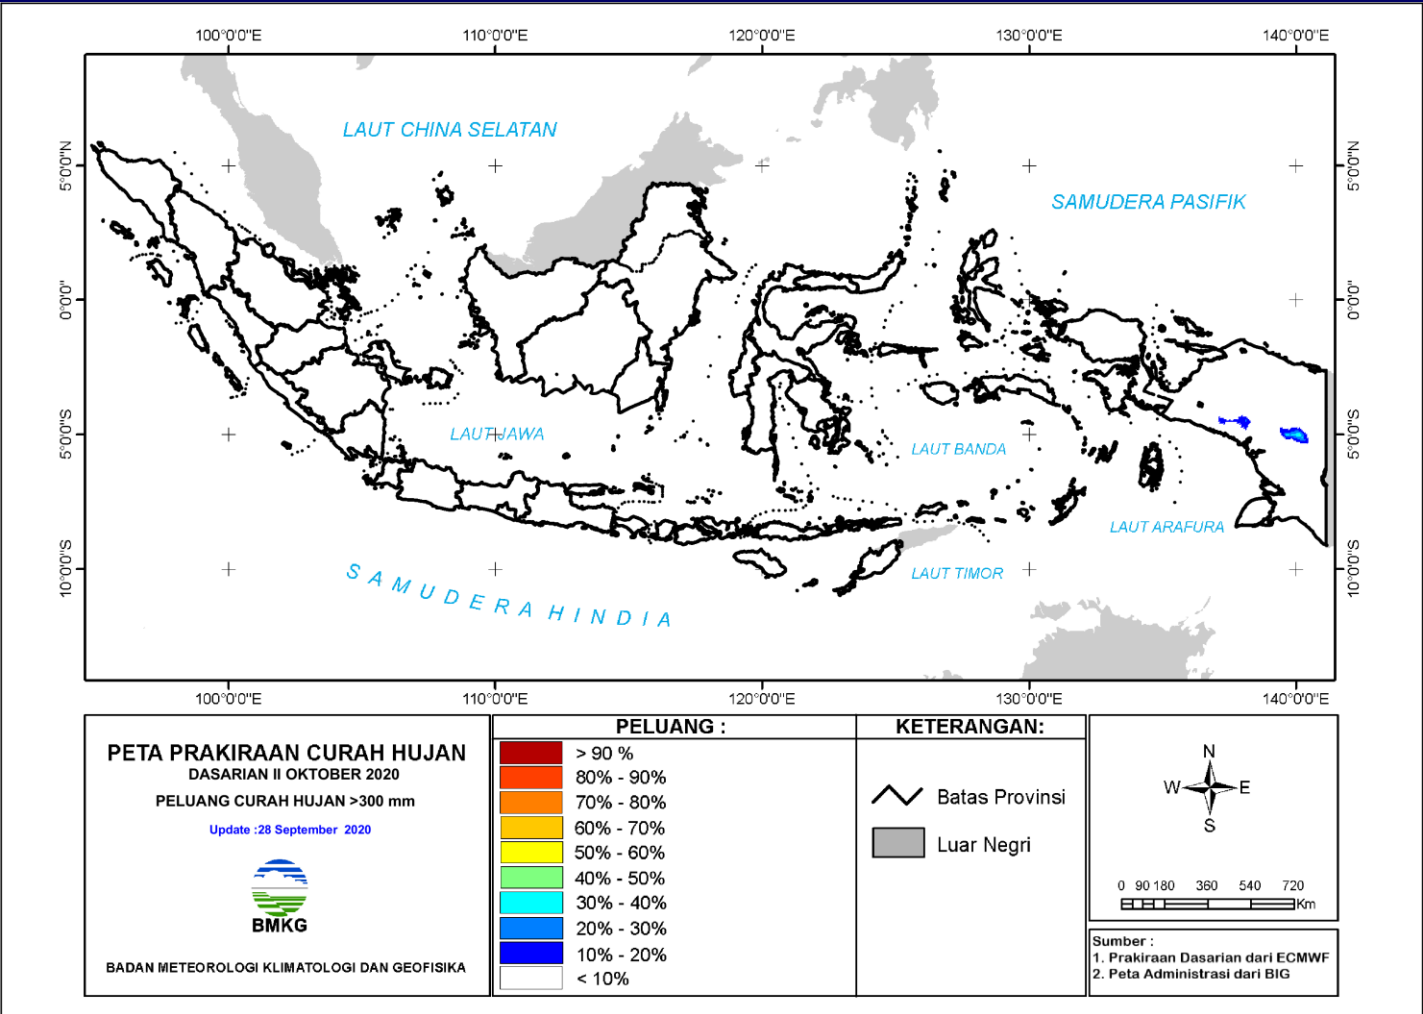 100°0'0"E 110°0'0"E 120°0'0"E 130°0'0"E 140°0'0"E
LAUT CHINA SELATAN
5°0'0"N 5°0'0"N
SAMUDERA PASIFIK
0°0'0" 0°0'0"
5°0'0"S LAUT JAWA LAUT BANDA 5°0'0"S
LAUT ARAFURA
10°0'0"S LAUT TIMOR 10°0'0"S
SAMUDERA HINDIA
100°0'0"E 110°0'0"E 120°0'0"E 130°0'0"E 140°0'0"E
PETA PRAKIRAAN CURAH HUJAN
DASARIAN II OKTOBER 2020
PELUANG CURAH HUJAN >300 mm
Update :28 September 2020
BMKG
BADAN METEOROLOGI KLIMATOLOGI DAN GEOFISIKA
PELUANG :
> 90 %
80% - 90%
70% - 80%
60% - 70%
50% - 60%
40% - 50%
30% - 40%
20% - 30%
10% - 20%
< 10%
KETERANGAN:
Batas Provinsi
Luar Negri
N
W E
S
0 90 180 360 540 720
Km
Sumber :
1. Prakiraan Dasarian dari ECMWF
2. Peta Administrasi dari BIG